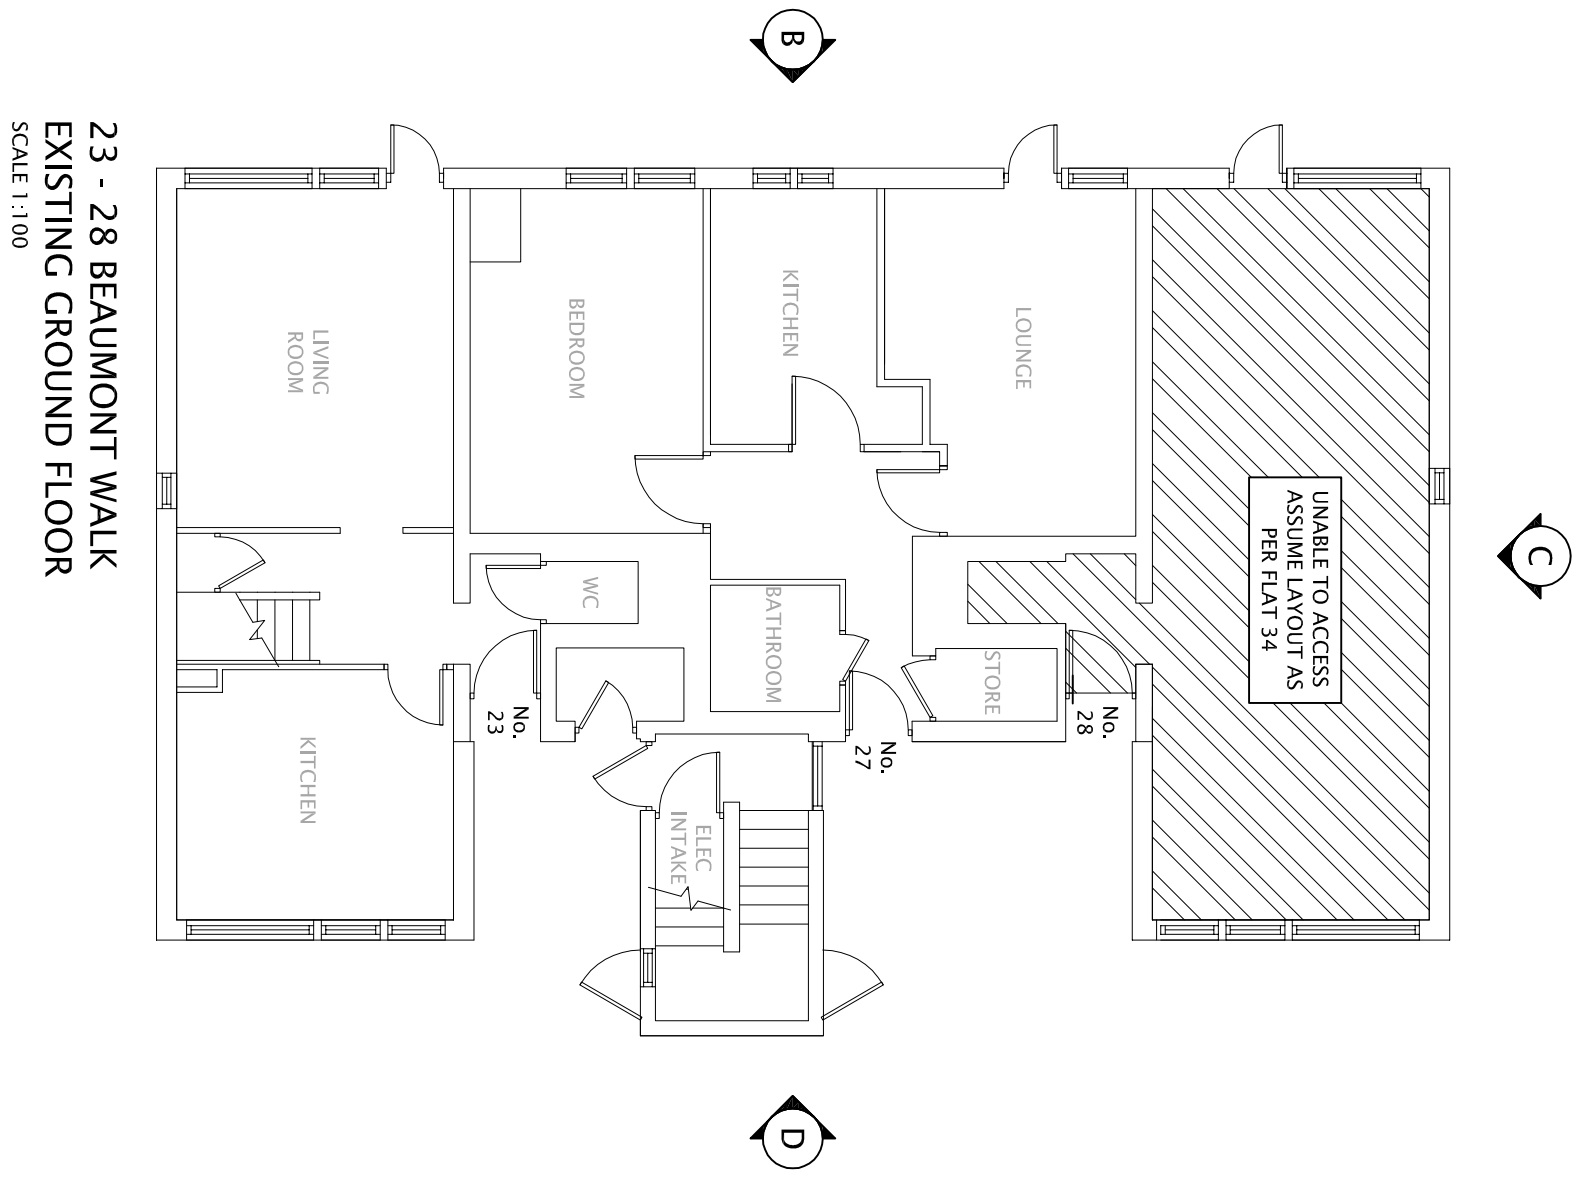 B
C
UNABLE TO ACCESS
ASSUME LAYOUT AS
PER FLAT 34
LOUNGE
KITCHEN
BEDROOM
LIVING
ROOM
STORE
BATHROOM
WC
No.
28
No.
27
No.
23
ELEC
INTAKE
KITCHEN
D
23 - 28 BEAUMONT WALK
EXISTING GROUND FLOOR
SCALE 1:100